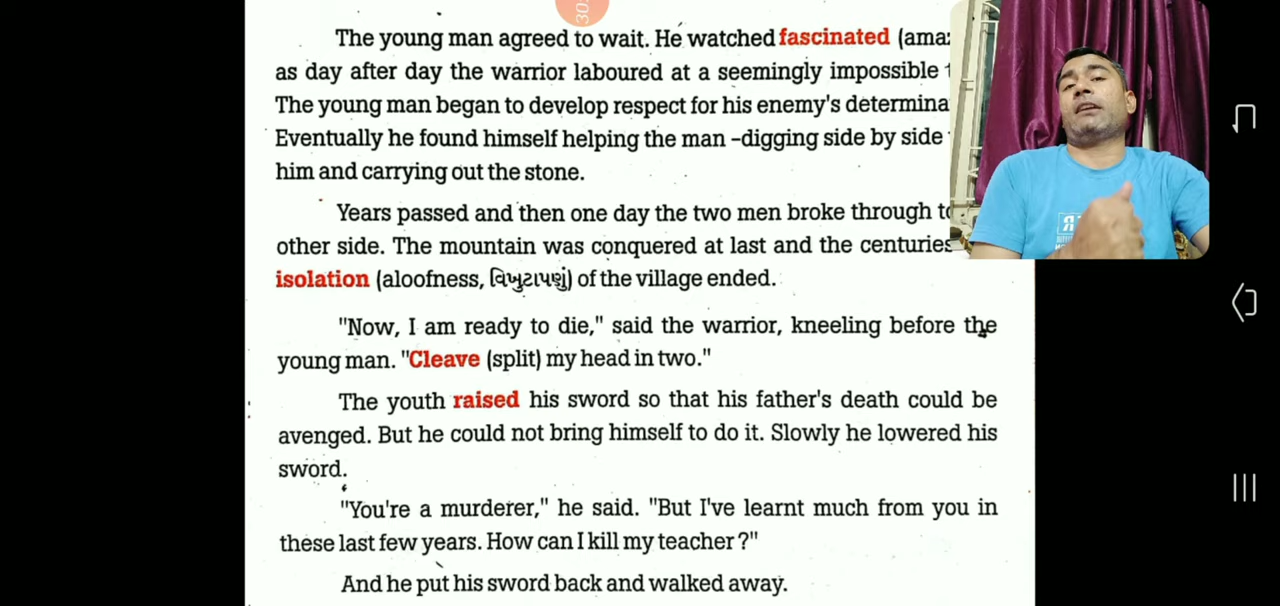 30
The young man agreed to wait. He watched fascinated (ama
as day after day the warrior laboured at a seemingly impossible
The young man began to develop respect for his enemy's determina
Eventually he found himself helping the man –digging side by side
him and carrying out the stone.
Years passed and then one day the two men broke through
other side. The mountain was conquered at last and the centuries
isolation (aloofness, વિખુટાપણું) of the village ended.
"Now, I am ready to die," said the warrior, kneeling before the
young man. "Cleave (split) my head in two."
The youth raised his sword so that his father's death could be
avenged. But he could not bring himself to do it. Slowly he lowered his
sword.
"You're a murderer," he said. "But I've learnt much from you in
these last few years. How can I kill my teacher ?"
And he put his sword back and walked away.